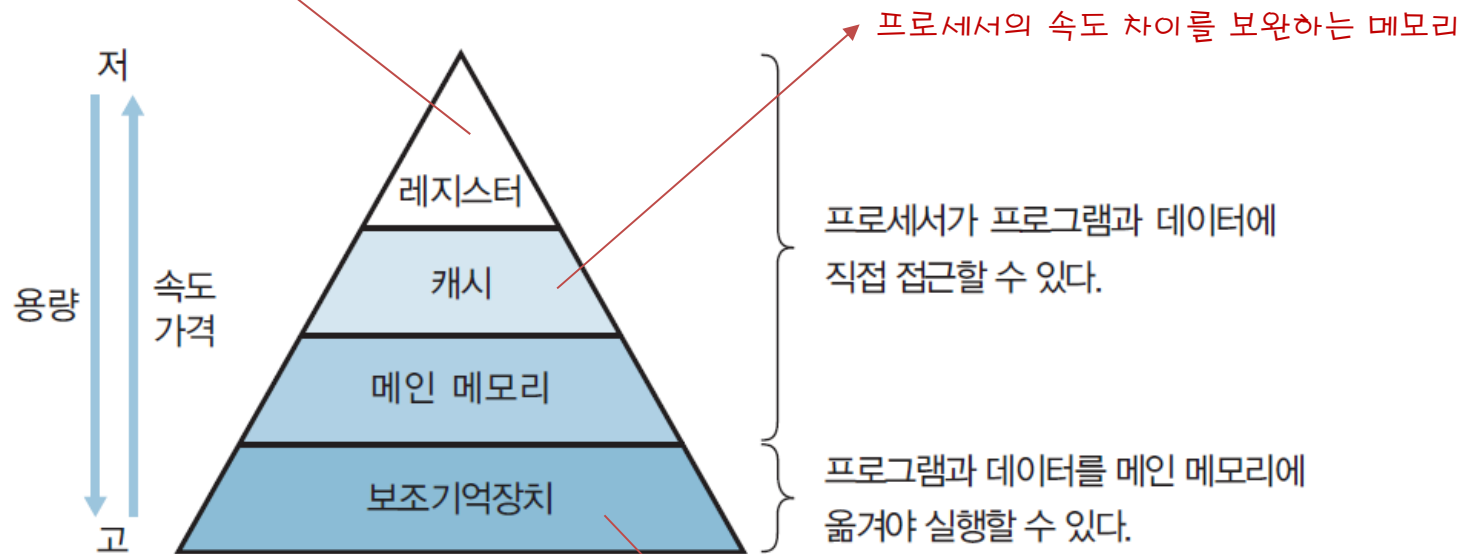 프로세서의 속도 차이를 보완하는 메모리
저
용량
속도
가격
고
레지스터
캐시
메인 메모리
보조기억장치
프로세서가 프로그램과 데이터에
직접 접근할 수 있다.
프로그램과 데이터를 메인 메모리에
옮겨야 실행할 수 있다.